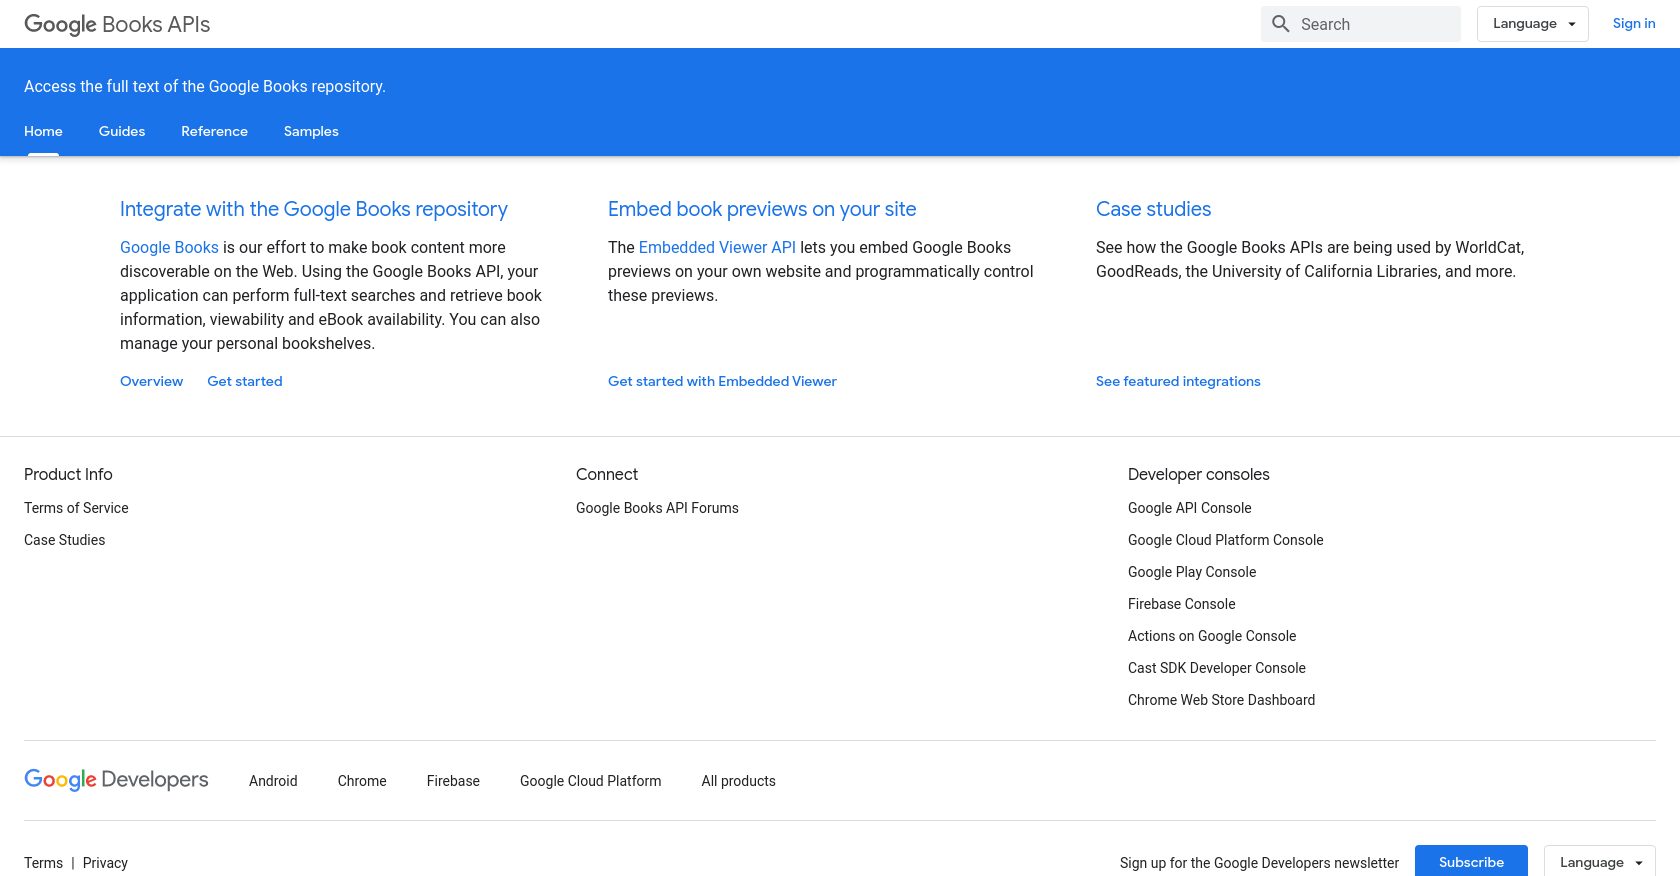 Google Books APIs
Search
Language
Sign in
Access the full text of the Google Books repository.
Home
Guides
Reference
Samples
Integrate with the Google Books repository
Google Books is our effort to make book content more
discoverable on the Web. Using the Google Books API, your
application can perform full-text searches and retrieve book
information, viewability and eBook availability. You can also
manage your personal bookshelves.
Overview
Get started
Embed book previews on your site
The Embedded Viewer API lets you embed Google Books
previews on your own website and programmatically control
these previews.
Get started with Embedded Viewer
Case studies
See how the Google Books APIs are being used by WorldCat,
GoodReads, the University of California Libraries, and more.
See featured integrations
Product Info
Terms of Service
Case Studies
Connect
Google Books API Forums
Developer consoles
Google API Console
Google Cloud Platform Console
Google Play Console
Firebase Console
Actions on Google Console
Cast SDK Developer Console
Chrome Web Store Dashboard
Google Developers
Android
Chrome
Firebase
Google Cloud Platform
All products
Terms | Privacy
Sign up for the Google Developers newsletter
Subscribe
Language